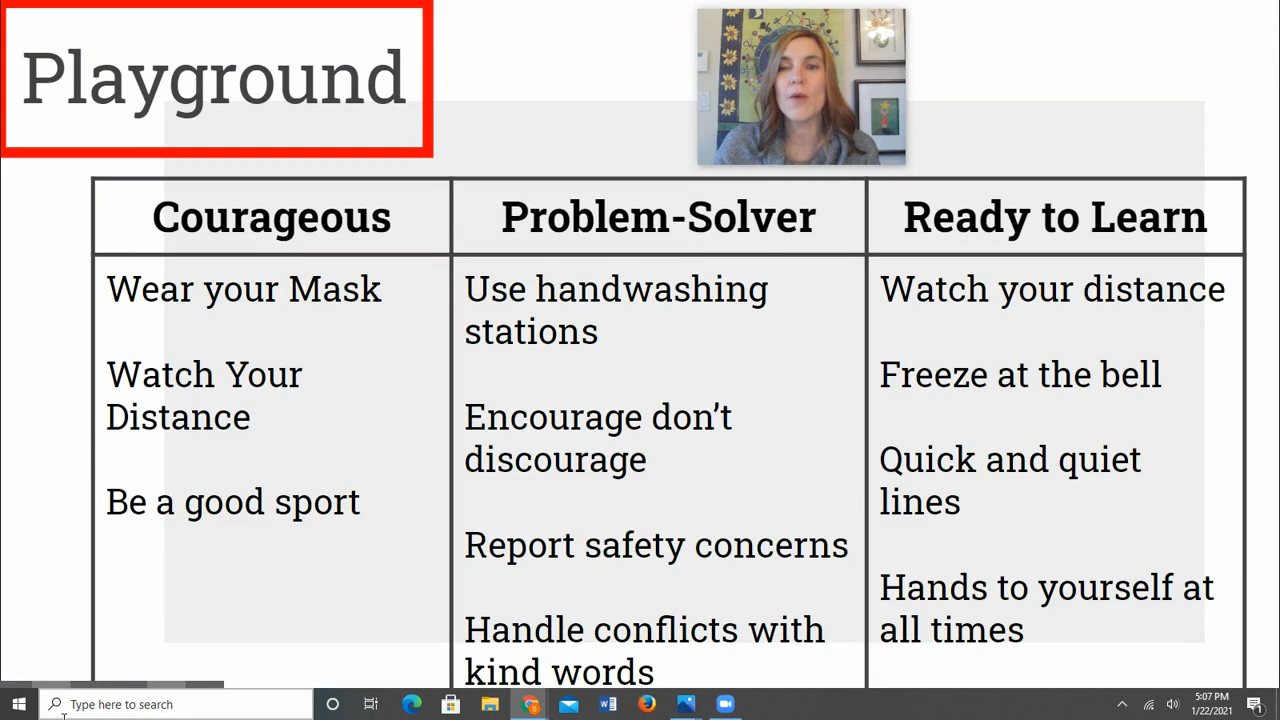 Playground
Courageous
Wear your Mask
Watch Your
Distance
Be a good sport
Problem-Solver
Use handwashing
stations
Encourage don’t
discourage
Report safety concerns
Handle conflicts with
kind words
Ready to Learn
Watch your distance
Freeze at the bell
Quick and quiet
lines
Hands to yourself at
all times
Type here to search
5:07 PM
1/22/2021